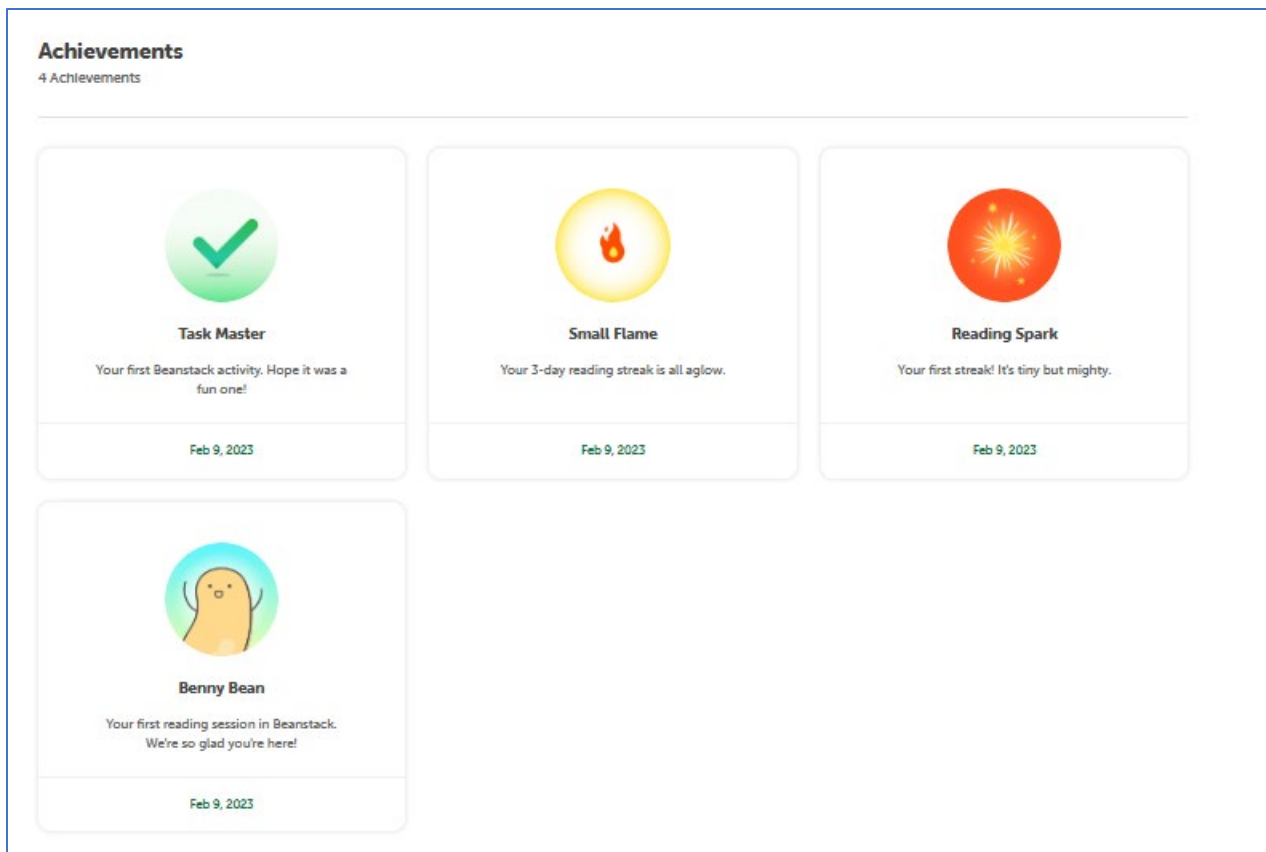 Achievements
4 Achievements
Task Master
Your first Beanstack activity. Hope it was a
fun one!
Feb 9, 2023
Small Flame
Your 3-day reading streak is all aglow.
Feb 9, 2023
Reading Spark
Your first streak! It's tiny but mighty.
Feb 9, 2023
Benny Bean
Your first reading session in Beanstack.
We're so glad you're here!
Feb 9, 2023